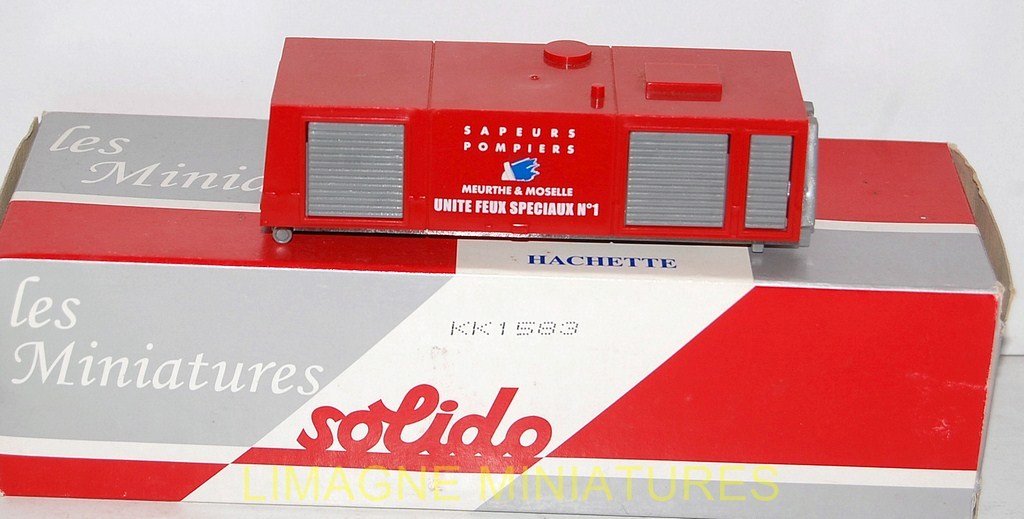 SAPEURS
POMPIERS
MEURTHE & MOSELLE
UNITE FEUX SPECIAUX N°1
les
Minia
HACHETTE
KK1583
les
Miniatures
solido
LIMAGNE MINIATURES